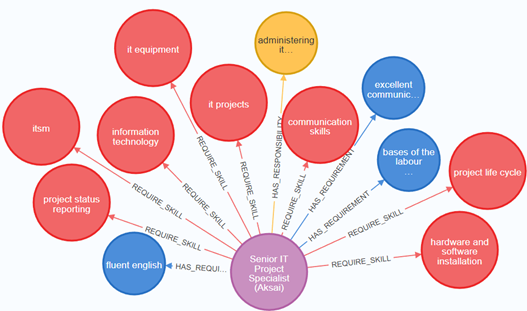 it equipment
administering
it...
excellent
communic...
it projects
communication
skills
itsm
information
technology
bases of the
labour
...
project life cycle
project status
reporting
hardware and
software
installation
fluent english
Senior IT
Project
Specialist
(Aksai)
REQUIRE_SKILL
REQUIRE_SKILL
HAS_RESPONSIBILITY
REQUIRE_SKILL
HAS_REQUIREMENT
HAS_REQUIREMENT
REQUIRE_SKILL
REQUIRE_SKILL
REQUIRE_SKILL
REQUIRE_SKILL
REQUIRE_SKILL
HAS_REQUI...